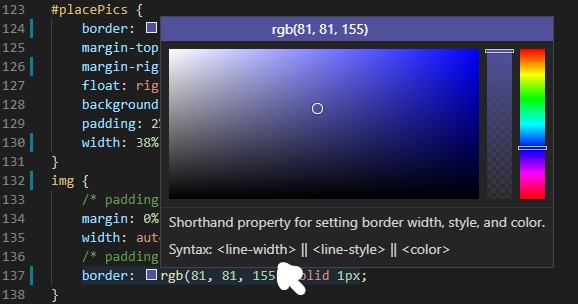 123 #placePics {
124 border:
rgb(81, 81, 155)
125 margin-top
126 margin-rig
127 float: rig
128 background
129 padding: 2
130 width: 38%
131 }
132 img {
133 /* padding
134 margin: 0%
135 width: aut
136 /* padding
Shorthand property for setting border width, style, and color.
Syntax: <line-width> || <line-style> || <color>
137 border: rgb(81, 81, 155 olid 1px;
138 }